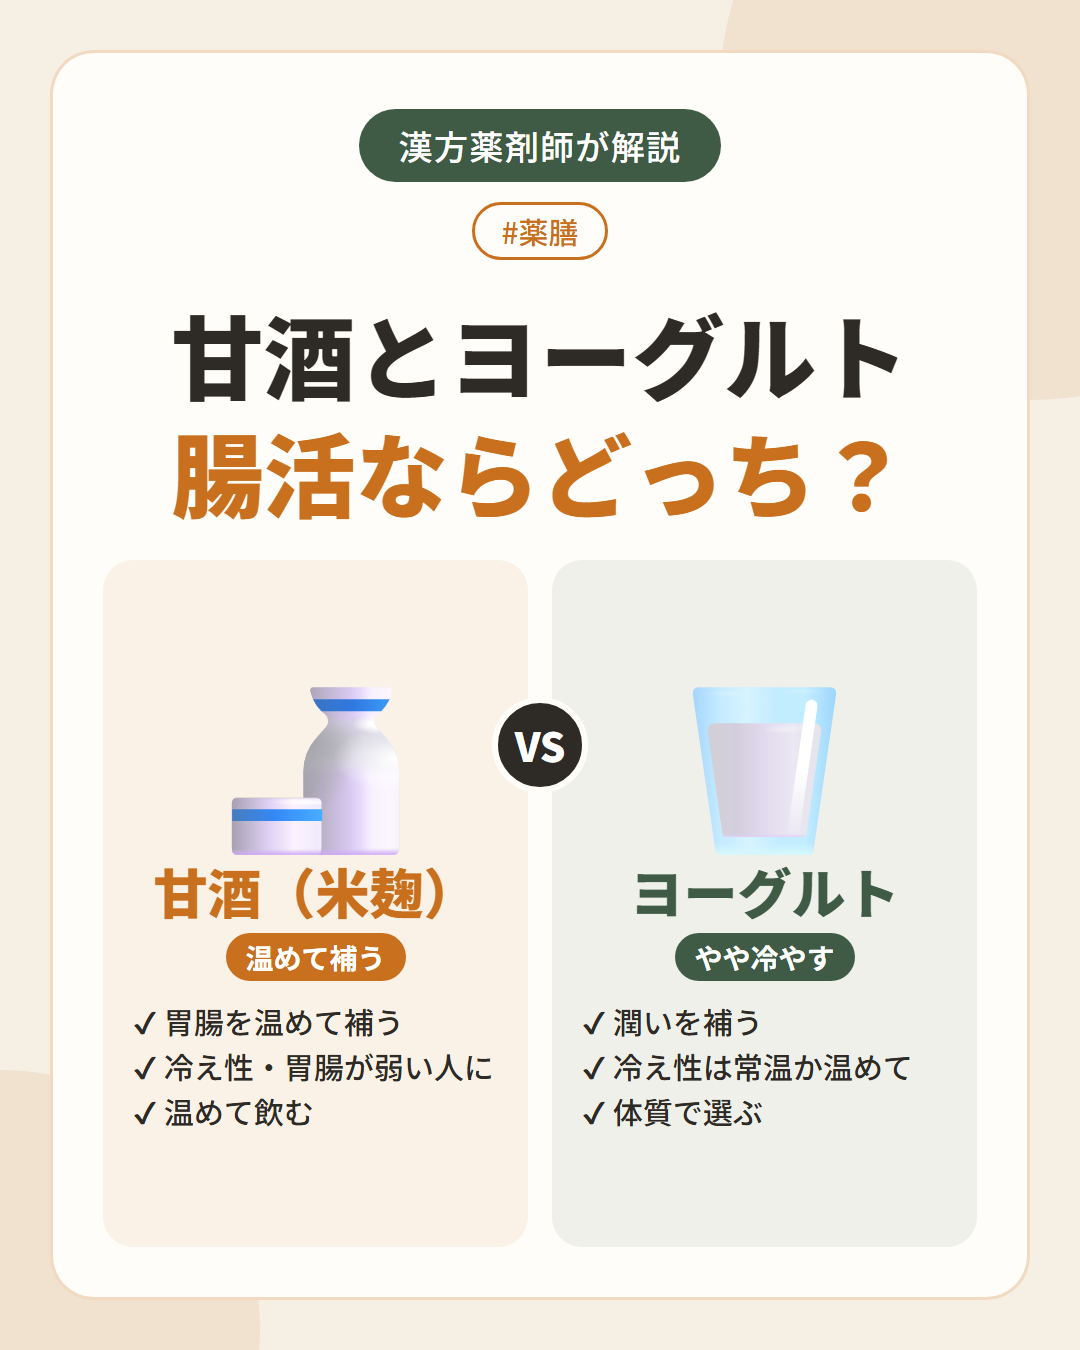 漢方薬剤師が解説
#薬膳
甘酒とヨーグルト
腸活ならどっち？
甘酒（米麹）
温めて補う
✓胃腸を温めて補う
✓冷え性・胃腸が弱い人に
✓温めて飲む
VS
ヨーグルト
やや冷やす
✓潤いを補う
✓冷え性は常温か温めて
✓体質で選ぶ